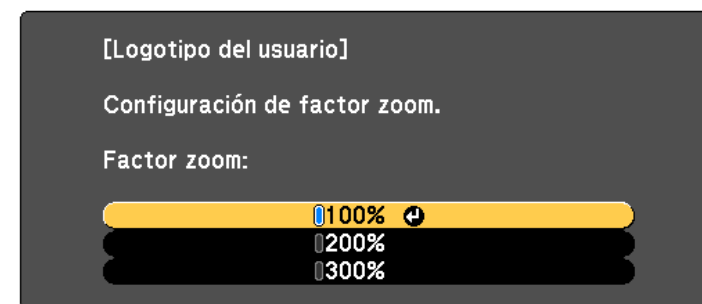 [Logotipo del usuario]
Configuración de factor zoom.
Factor zoom:
100%
200%
300%